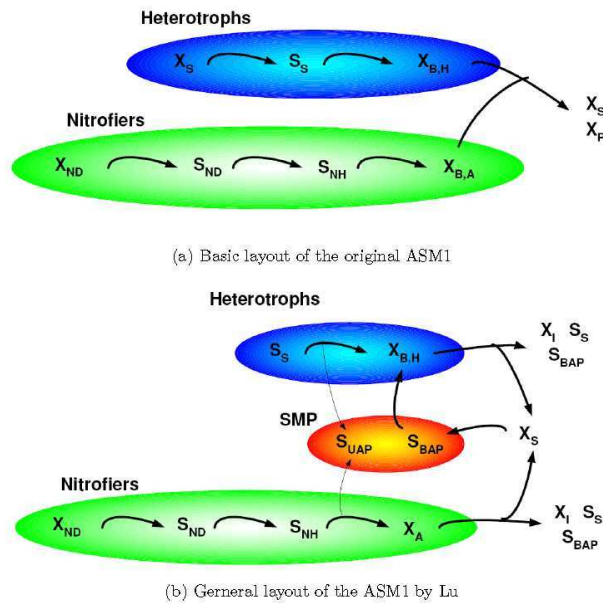 Heterotrophs
X_S S_S X_B,H
X_S
X_P
Nitrofiers
X_ND S_ND S_NH X_B,A
(a) Basic layout of the original ASM1
Heterotrophs
S_S X_B,H
X_I S_S
S_BAP
SMP
S_UAP S_BAP
X_S
Nitrofiers
X_ND S_ND S_NH X_A
X_I S_S
S_BAP
(b) Gerneral layout of the ASM1 by Lu